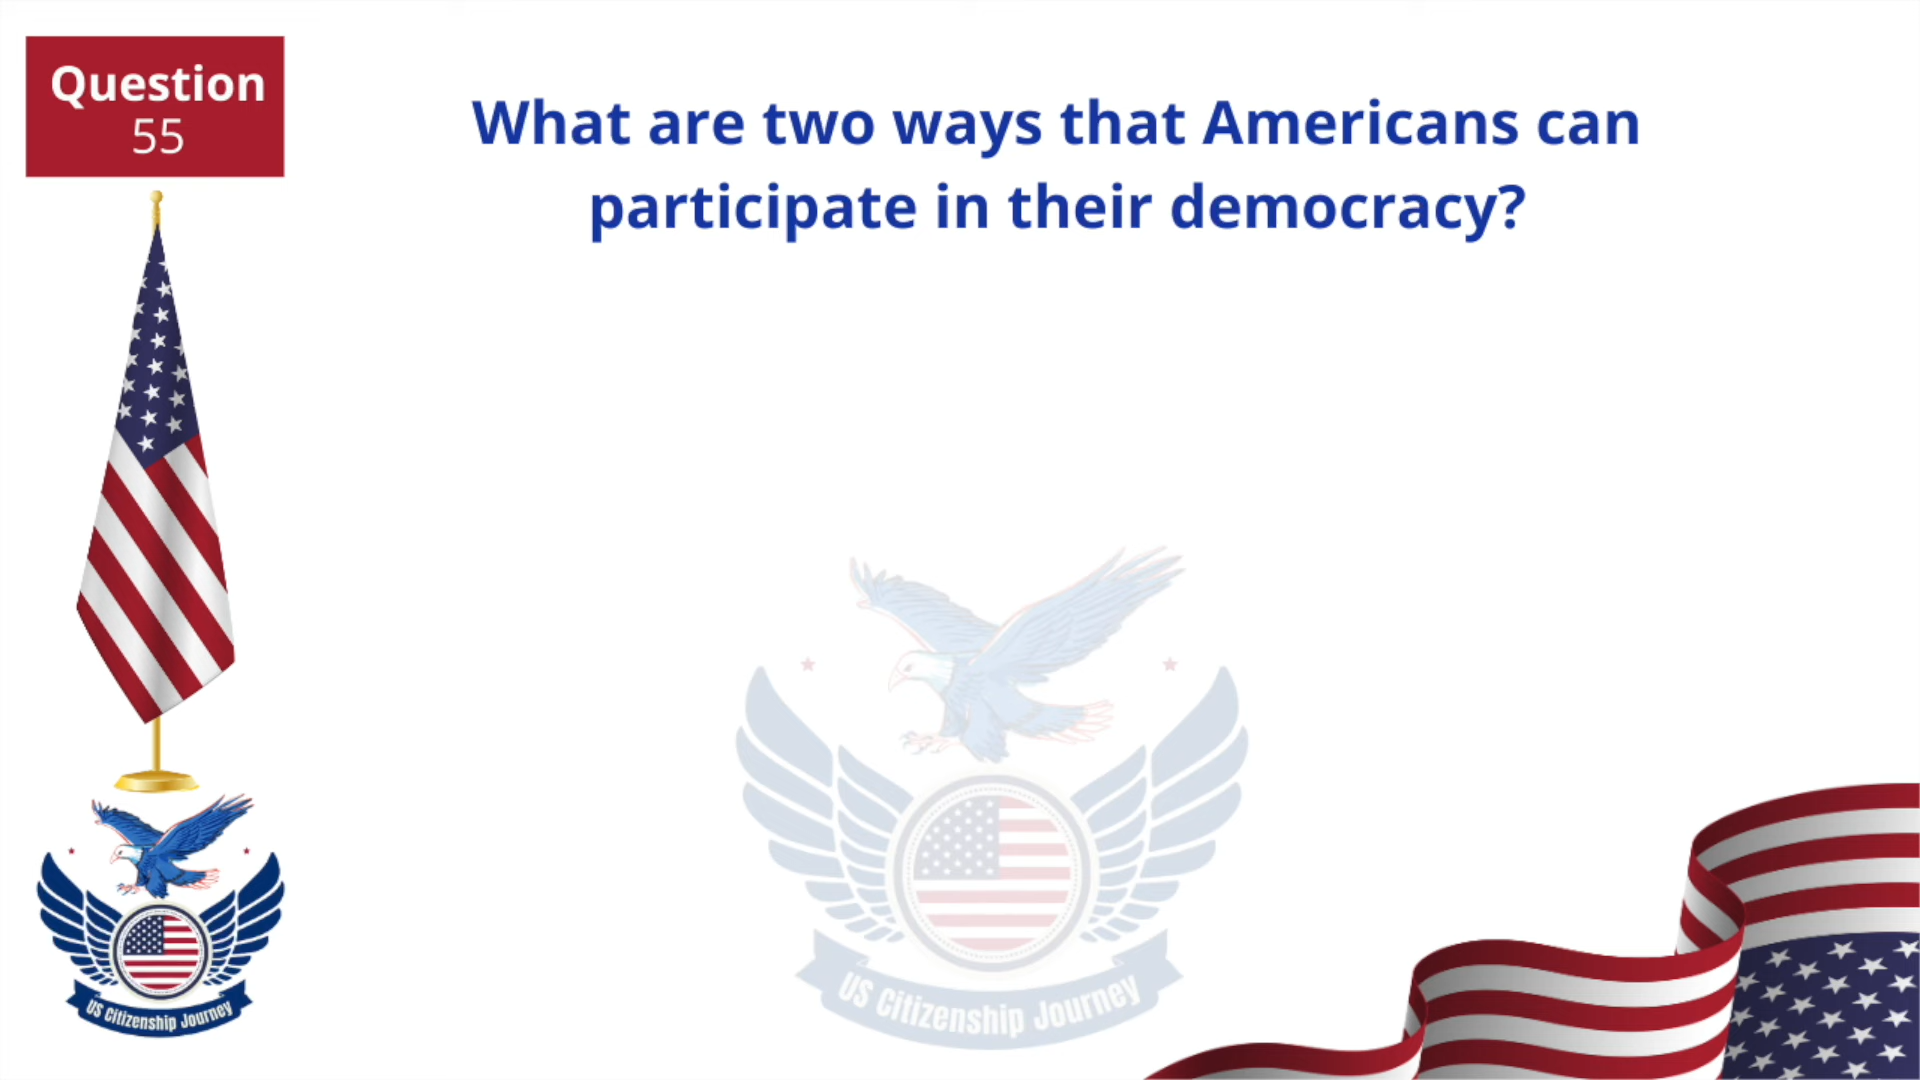 Question
55
What are two ways that Americans can
participate in their democracy?
US Citizenship Journey
US Citizenship Journey